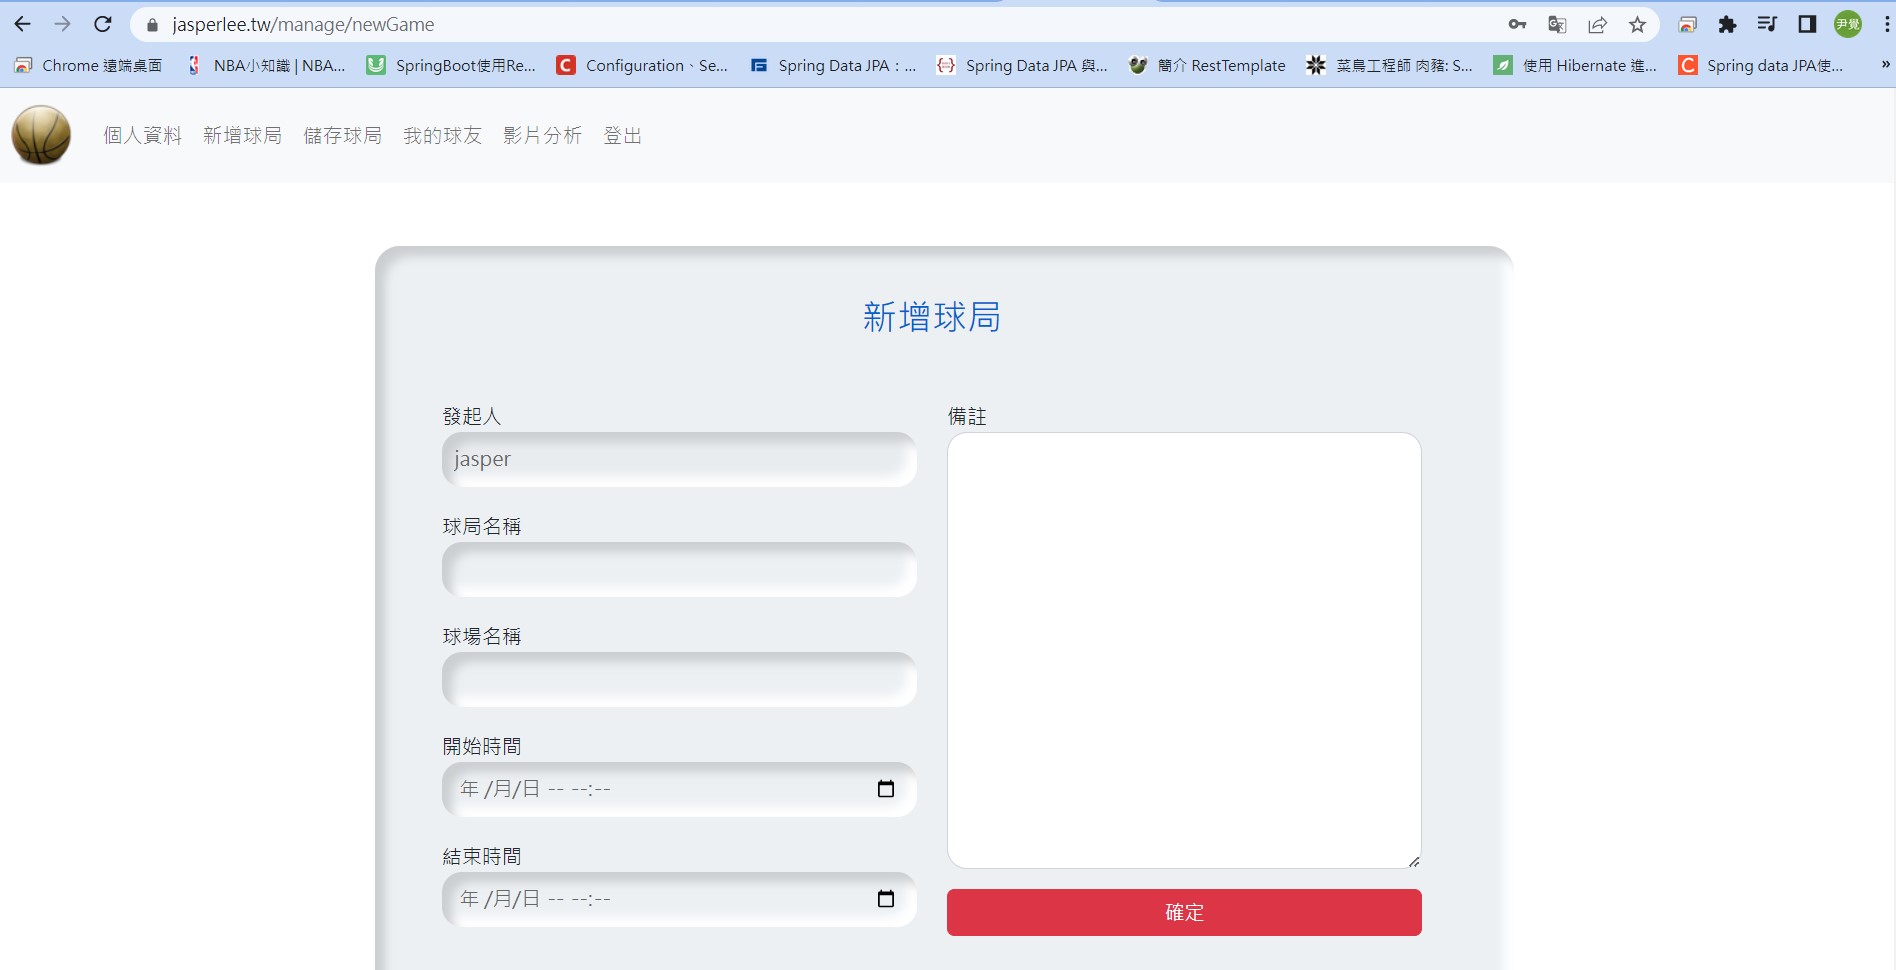 jasperlee.tw/manage/newGame
尹覺
Chrome 遠端桌面 NBA小知識 | NBA... SpringBoot使用Re... Configuration、Se... Spring Data JPA：... Spring Data JPA 與... 簡介 RestTemplate 菜鳥工程師 肉豬: S... 使用 Hibernate 進... Spring data JPA使... »
個人資料 新增球局 儲存球局 我的球友 影片分析 登出
新增球局
發起人
jasper
球局名稱
球場名稱
開始時間
年 /月/日 -- --:--
結束時間
年 /月/日 -- --:--
備註
確定